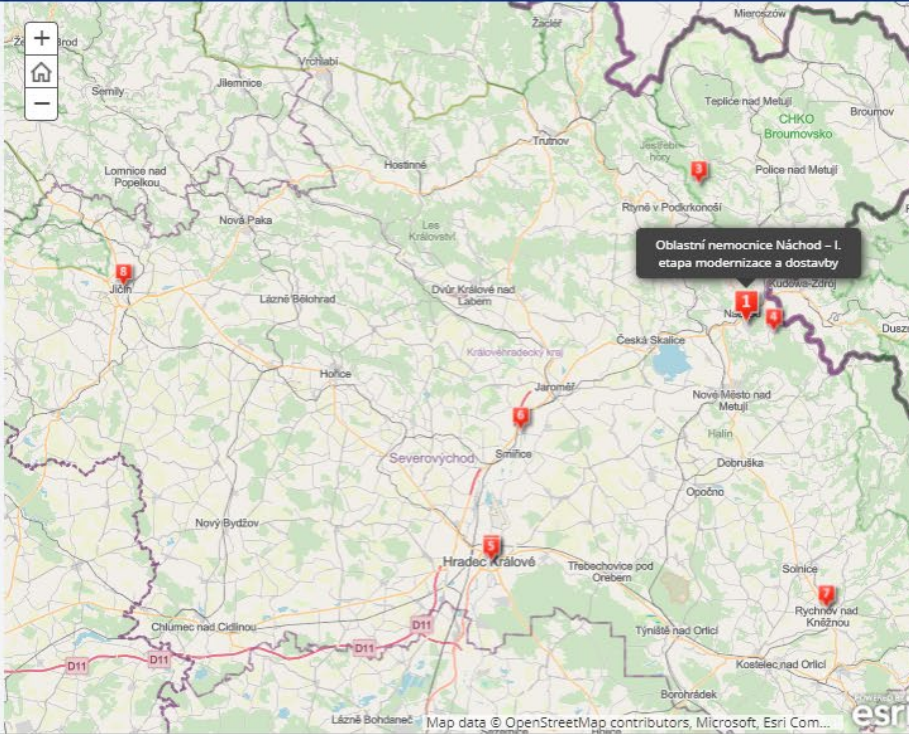 Mieroszów
Žacléř
+
Vrchlabí
Semily
Jilemnice
−
Teplice nad Metují
Broumov
CHKO
Broumovsko
Trutnov
Jestřebí
hory
Hostinné
3
Police nad Metují
Lomnice nad
Popelkou
Rtyně v Podkrkonoší
Nová Paka
Les
Království
Oblastní nemocnice Náchod – I.
etapa modernizace a dostavby
8
Jičín
Kudowa-Zdrój
Dvůr Králové nad
Labem
Lázně Bělohrad
1
4
Česká Skalice
Královéhradecký kraj
Hořice
Jaroměř
Nové Město nad
Metují
6
Halín
Smiřice
Severovýchod
Dobruška
Opočno
Nový Bydžov
5
Hradec Králové
Třebechovice pod
Orebem
Solnice
7
Rychnov nad
Kněžnou
Chlumec nad Cidlinou
D11
Týniště nad Orlicí
D11
D11
D11
Kostelec nad Orlicí
Borohrádek
Lázně Bohdaneč
Map data © OpenStreetMap contributors, Microsoft, Esri Com...
POWERED BY
esri